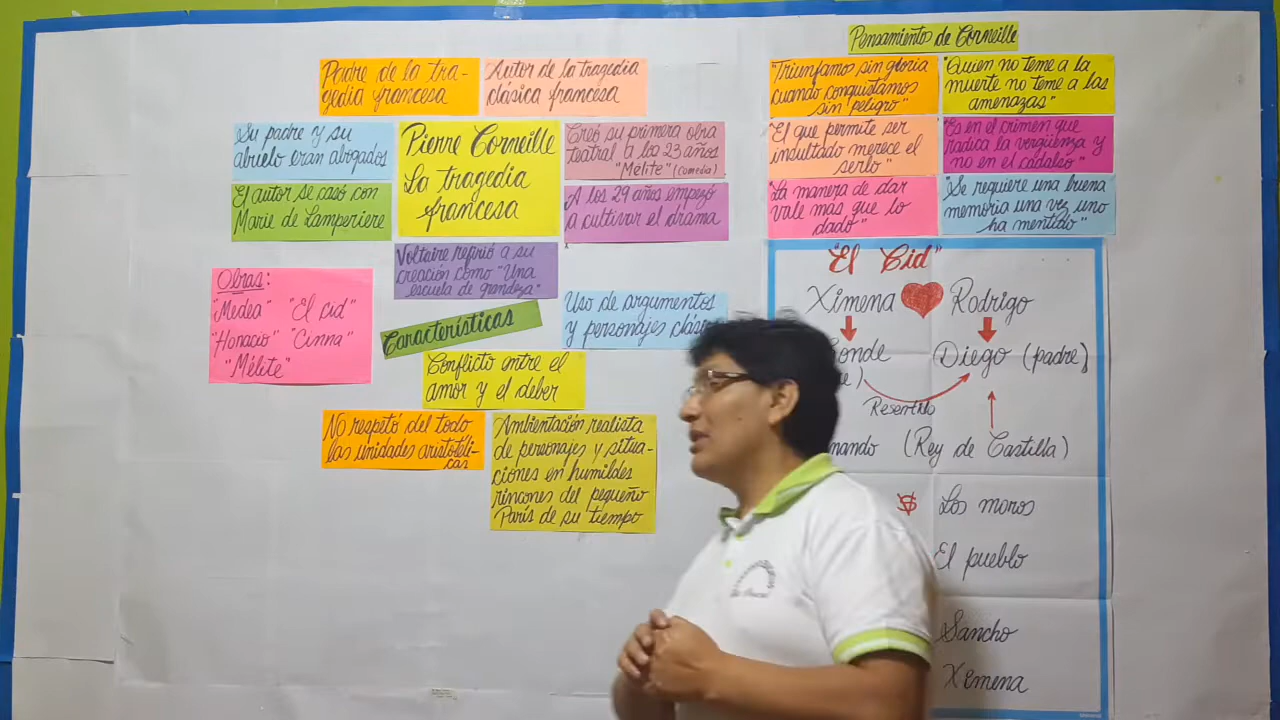 Pensamiento de Corneille
Padre de la tra-
gedia francesa
Autor de la tragedia
clásica francesa
Su padre y su
abuelo eran abogados
Pierre Corneille
La tragedia
francesa
Creó su primera obra
teatral a los 23 años
"Mélite" (comedia)
El autor se casó con
Marie de Lamperiere
A los 29 años empezó
a cultivar el drama
Voltaire refirió a su
creación como "Una
escuela de grandeza"
Obras:
"Medea" "El cid"
"Horacio" "Cinna"
"Mélite"
Características
Uso de argumentos
y personajes
Conflicto entre el
amor y el deber
No respetó del todo
las unidades aristotéli-
cas
Ambientación realista
de personajes y situa-
ciones en humildes
rincones del pequeño
París de su tiempo
"Triunfamos sin gloria
cuando conquistamos
sin peligro"
"Quien no teme a la
muerte no teme a las
amenazas"
"El que permite ser
insultado merece el
serlo"
"Es en el crimen que
radica la vergüenza y
no en el cadalso"
"La manera de dar
vale más que lo
dado"
"Se requiere una buena
memoria una vez uno
ha mentido"
"El Cid"
Ximena Rodrigo
Diego (padre)
(Rey de Castilla)
VS Los moros
El pueblo
Sancho
Ximena